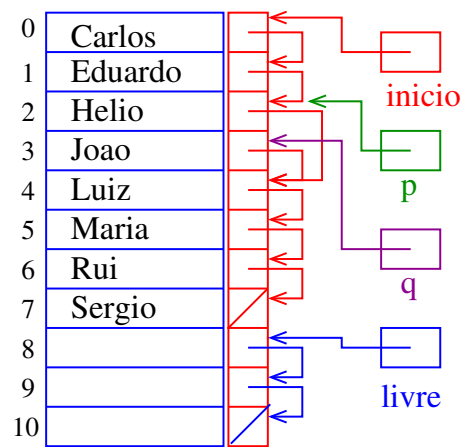 0 Carlos
1 Eduardo
inicio
2 Helio
3 Joao
p
4 Luiz
5 Maria
6 Rui
q
7 Sergio
8
9
livre
10